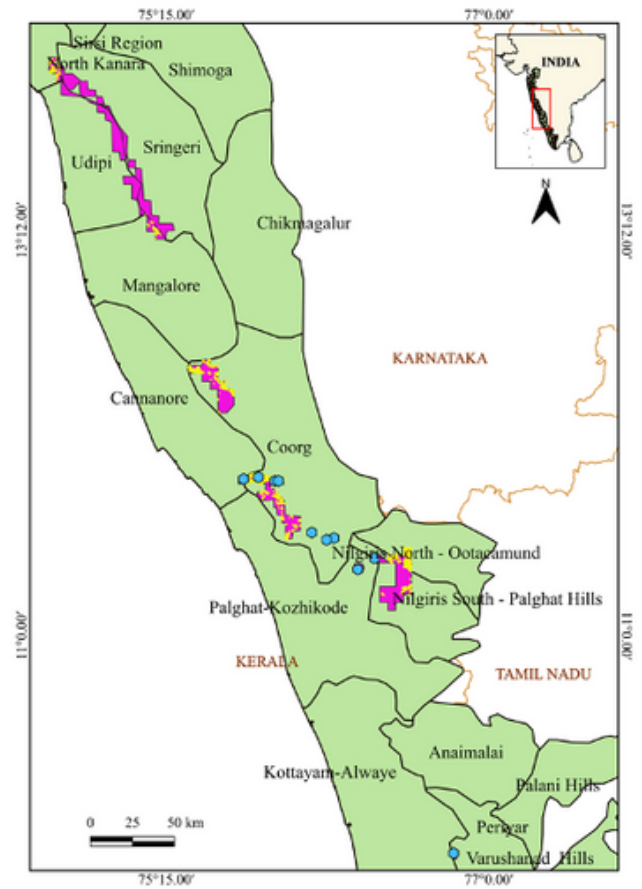 75°15.00'
77°0.00'
Sirsi Region
North Kanara
Shimoga
INDIA
Sringeri
Udipi
N
13°12.00'
13°12.00'
Chikmagalur
Mangalore
KARNATAKA
Cannanore
Coorg
Nilgiris North - Ootacamund
Nilgiris South - Palghat Hills
Palghat-Kozhikode
11°0.00'
11°0.00'
KERALA
TAMIL NADU
Anaimalai
Kottayam-Alwaye
Palani Hills
0 25 50 km
Periyar
Varushanad Hills
75°15.00'
77°0.00'